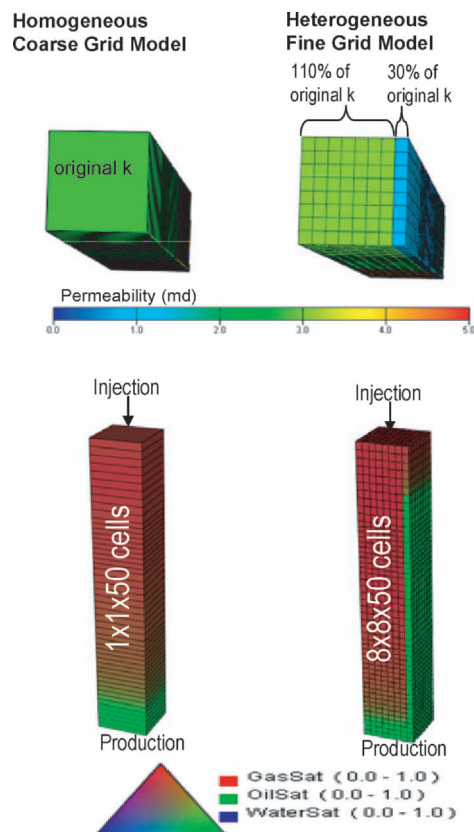 Homogeneous
Coarse Grid Model
Heterogeneous
Fine Grid Model
110% of
original k
30% of
original k
original k
Permeability (md)
0.0 1.0 2.0 3.0 4.0 5.0
Injection
Injection
1x1x50 cells
8x8x50 cells
Production
Production
GasSat (0.0 - 1.0)
OilSat (0.0 - 1.0)
WaterSat (0.0 - 1.0)